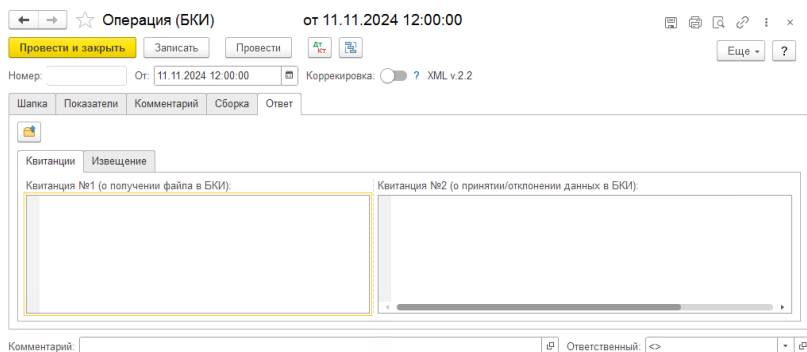 Операция (БКИ) от 11.11.2024 12:00:00
Провести и закрыть Записать Провести Дт Кт Еще ?
Номер: От: 11.11.2024 12:00:00 Коррекировка: ? XML v.2.2
Шапка Показатели Комментарий Сборка Ответ
Квитанции Извещение
Квитанция №1 (о получении файла в БКИ): Квитанция №2 (о принятии/отклонении данных в БКИ):
Комментарий: Ответственный: <>